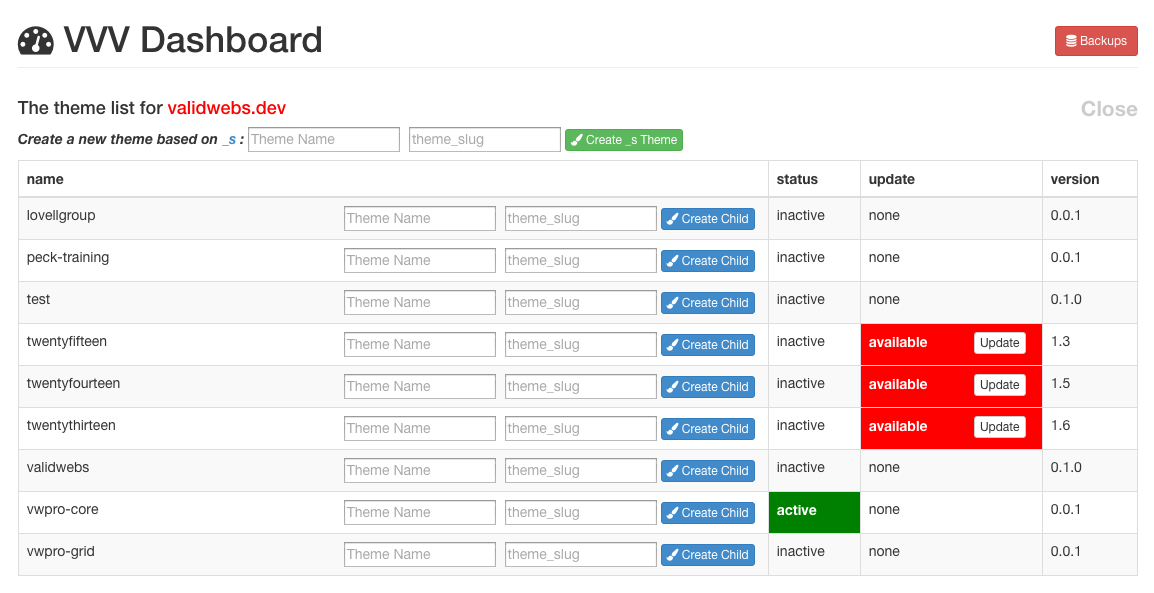 VVV Dashboard Backups
The theme list for validwebs.dev Close
Create a new theme based on _s : Theme Name theme_slug Create _s Theme
name status update version
lovellgroup Theme Name theme_slug Create Child inactive none 0.0.1
peck-training Theme Name theme_slug Create Child inactive none 0.0.1
test Theme Name theme_slug Create Child inactive none 0.1.0
twentyfifteen Theme Name theme_slug Create Child inactive available Update 1.3
twentyfourteen Theme Name theme_slug Create Child inactive available Update 1.5
twentythirteen Theme Name theme_slug Create Child inactive available Update 1.6
validwebs Theme Name theme_slug Create Child inactive none 0.1.0
vwpro-core Theme Name theme_slug Create Child active none 0.0.1
vwpro-grid Theme Name theme_slug Create Child inactive none 0.0.1